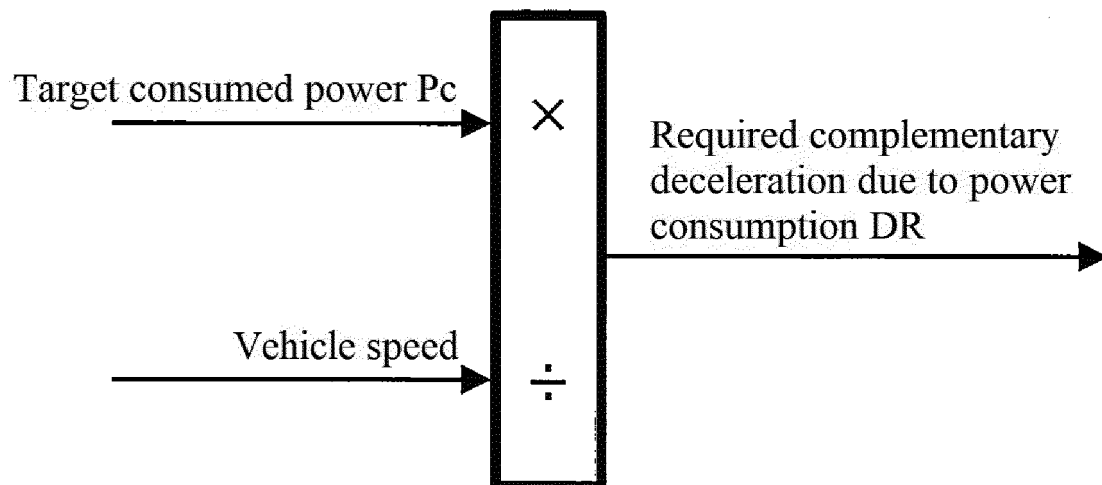 Target consumed power Pc
×
Required complementary
deceleration due to power
consumption DR
Vehicle speed
÷